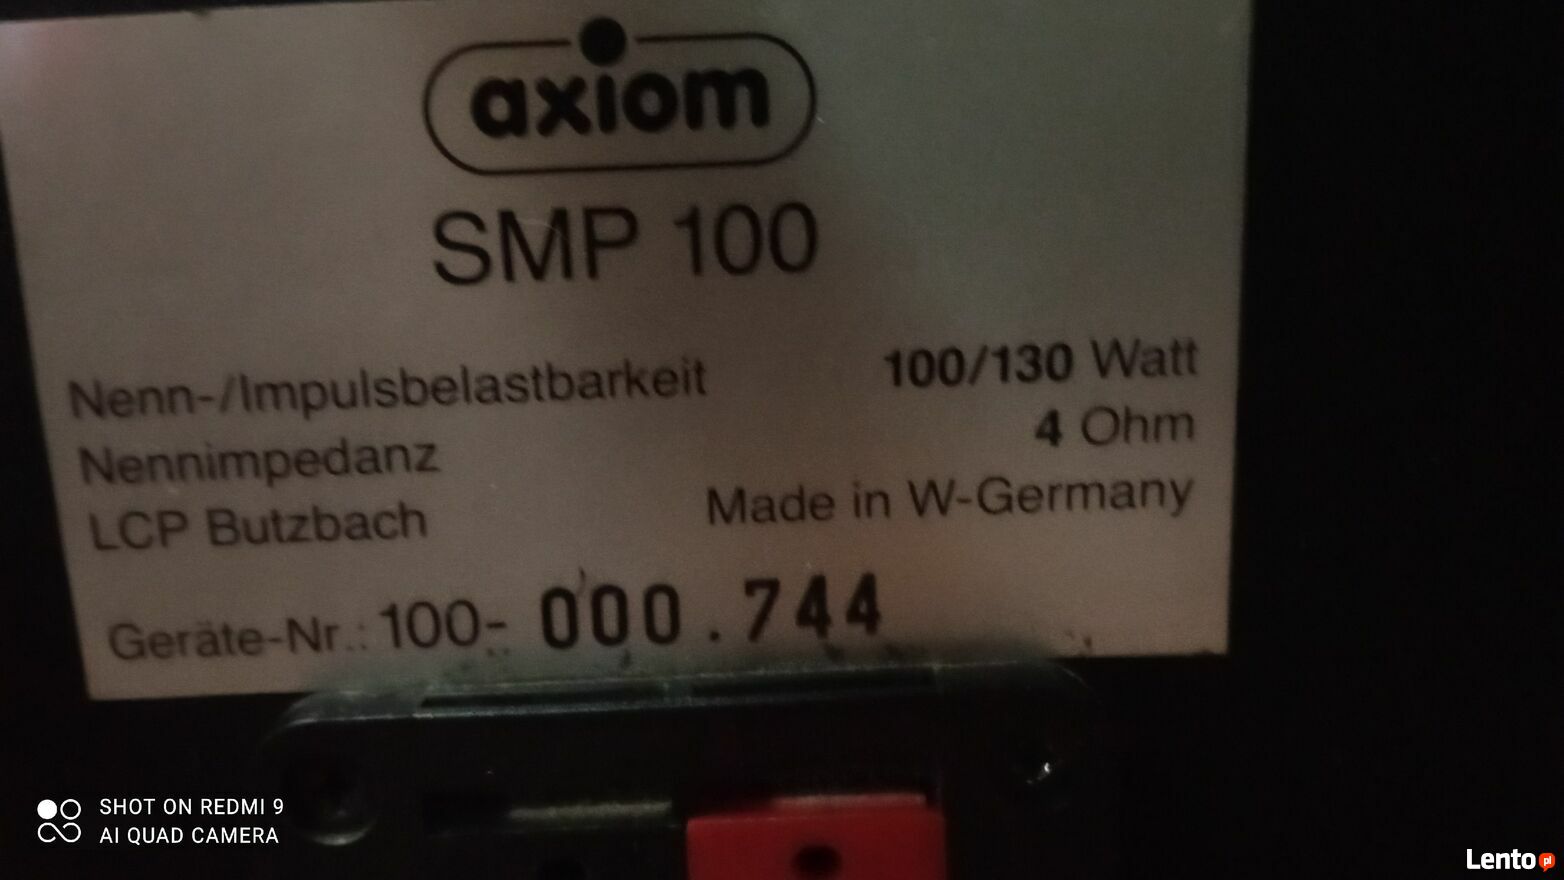 axiom
SMP 100
Nenn-/Impulsbelastbarkeit 100/130 Watt
Nennimpedanz 4 Ohm
LCP Butzbach Made in W-Germany
Geräte-Nr.: 100- 000.744
SHOT ON REDMI 9
AI QUAD CAMERA
Lento pl